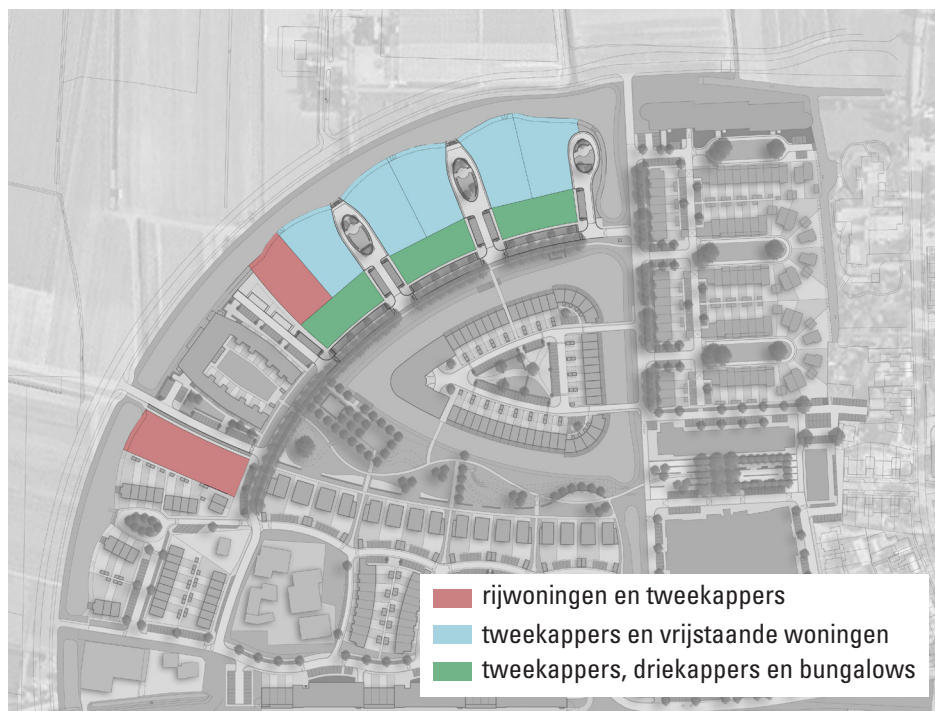 rijwoningen en tweekappers
tweekappers en vrijstaande woningen
tweekappers, driekappers en bungalows